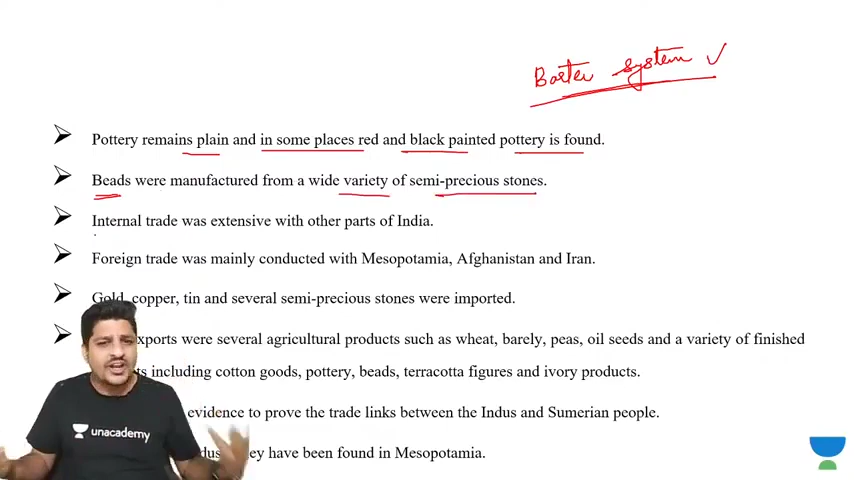 Barter system ✓
➤ Pottery remains plain and in some places red and black painted pottery is found.
➤ Beads were manufactured from a wide variety of semi-precious stones.
➤ Internal trade was extensive with other parts of India.
➤ Foreign trade was mainly conducted with Mesopotamia, Afghanistan and Iran.
➤ Gold, copper, tin and several semi-precious stones were imported.
➤ exports were several agricultural products such as wheat, barely, peas, oil seeds and a variety of finished
including cotton goods, pottery, beads, terracotta figures and ivory products.
evidence to prove the trade links between the Indus and Sumerian people.
have been found in Mesopotamia.
unacademy